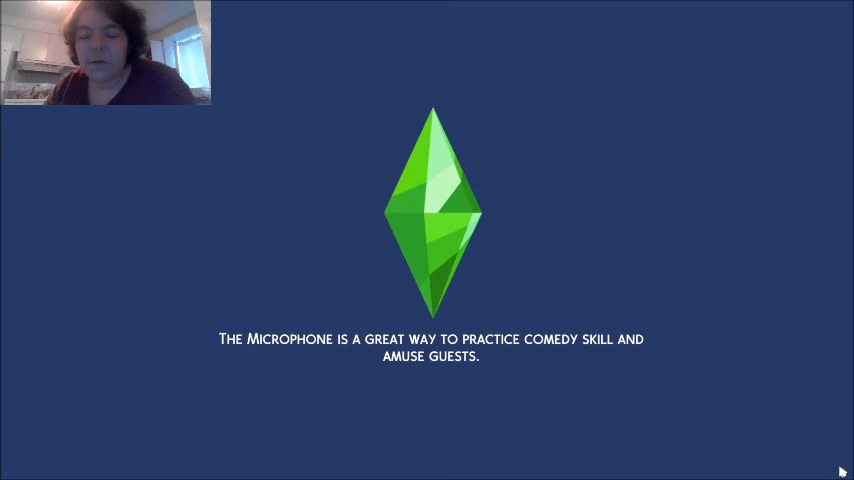 The Microphone is a great way to practice comedy skill and
amuse guests.